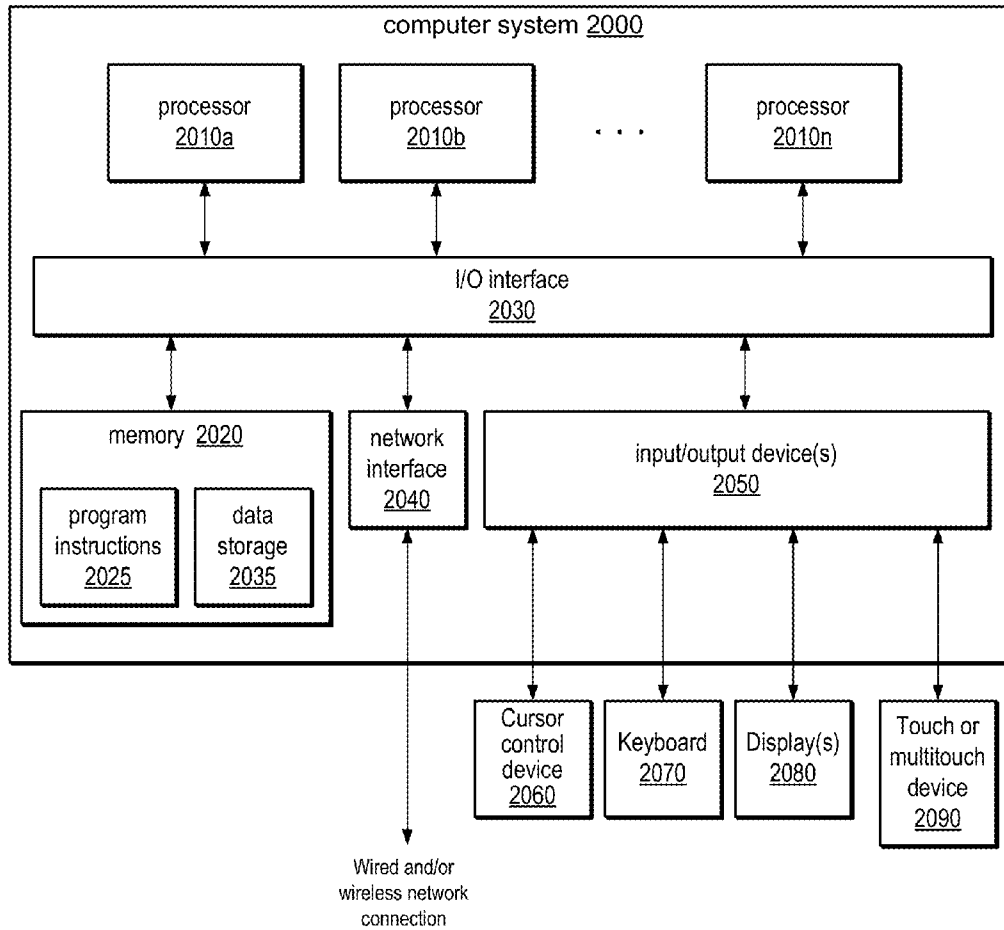 computer system 2000
processor
2010a
processor
2010b
. . .
processor
2010n
I/O interface
2030
memory 2020
program
instructions
2025
data
storage
2035
network
interface
2040
input/output device(s)
2050
Cursor
control
device
2060
Keyboard
2070
Display(s)
2080
Touch or
multitouch
device
2090
Wired and/or
wireless network
connection